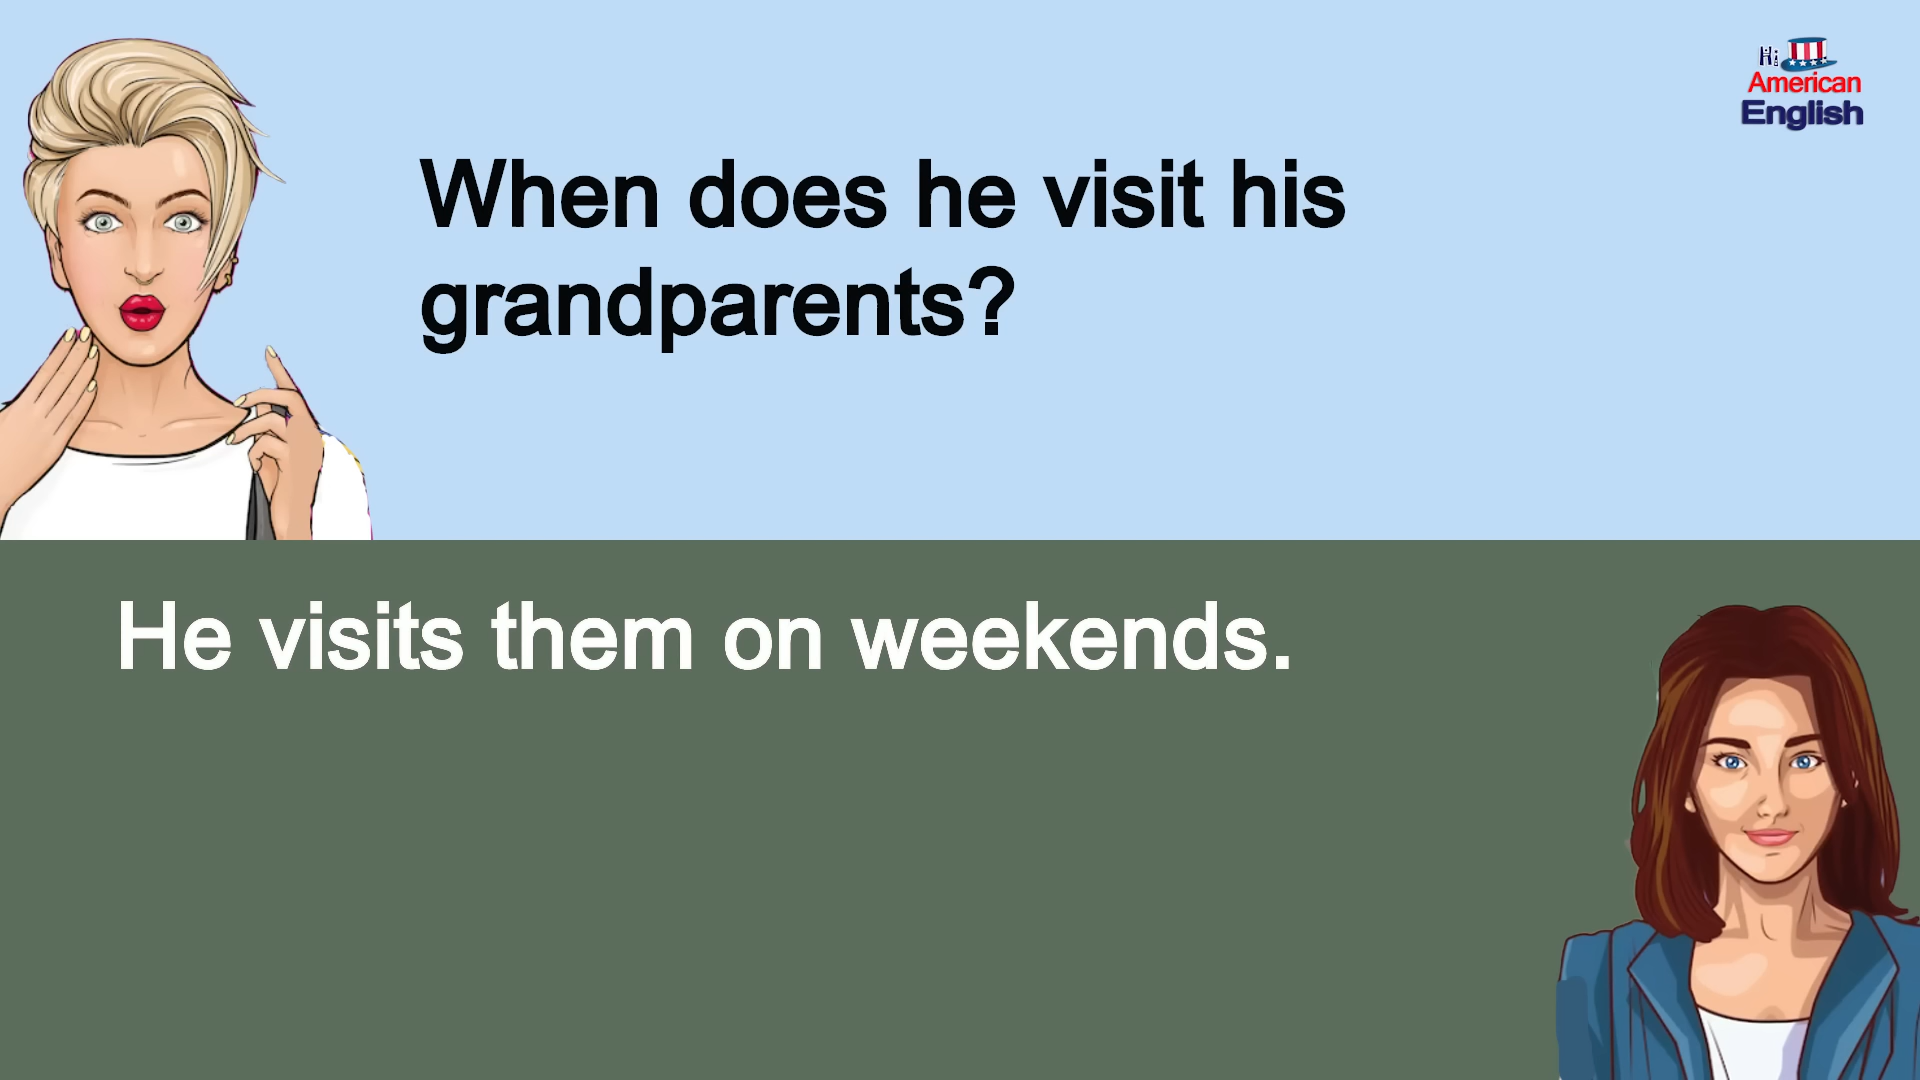 Hi
American
English
When does he visit his
grandparents?
He visits them on weekends.